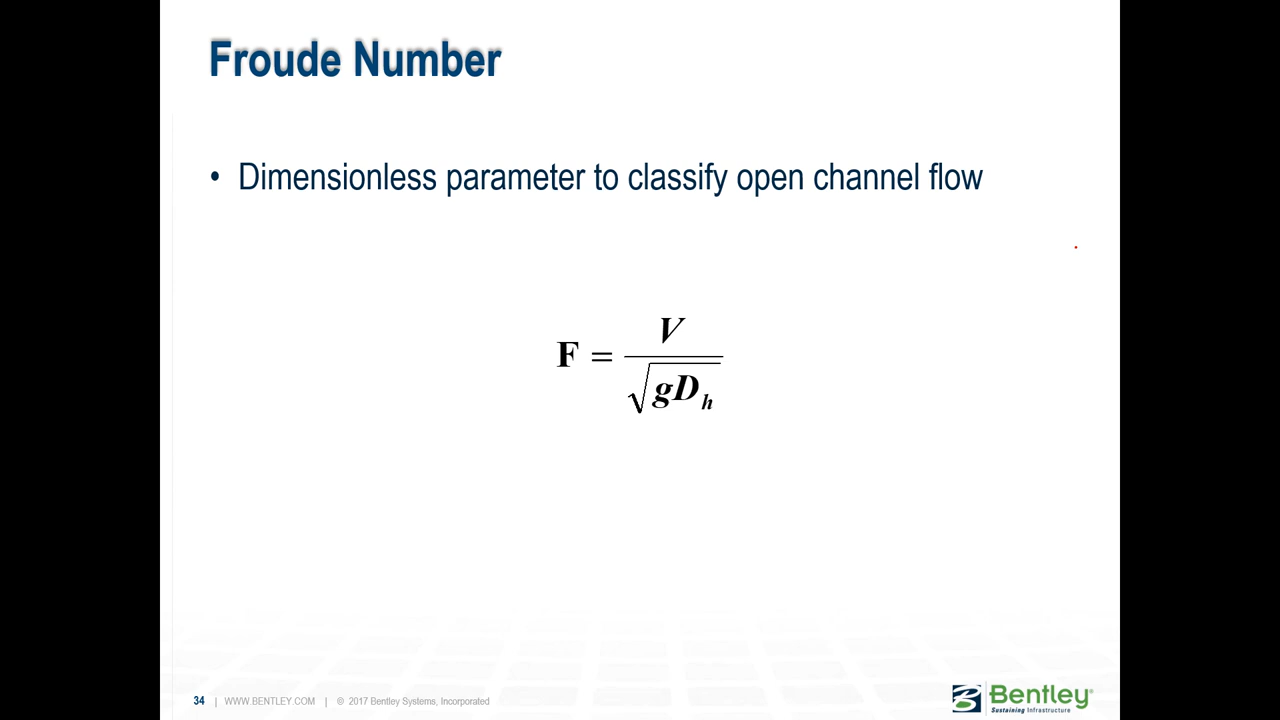 Froude Number
• Dimensionless parameter to classify open channel flow
F = V / √gDₕ
34 | WWW.BENTLEY.COM | © 2017 Bentley Systems, Incorporated
Bentley®
Sustaining Infrastructure